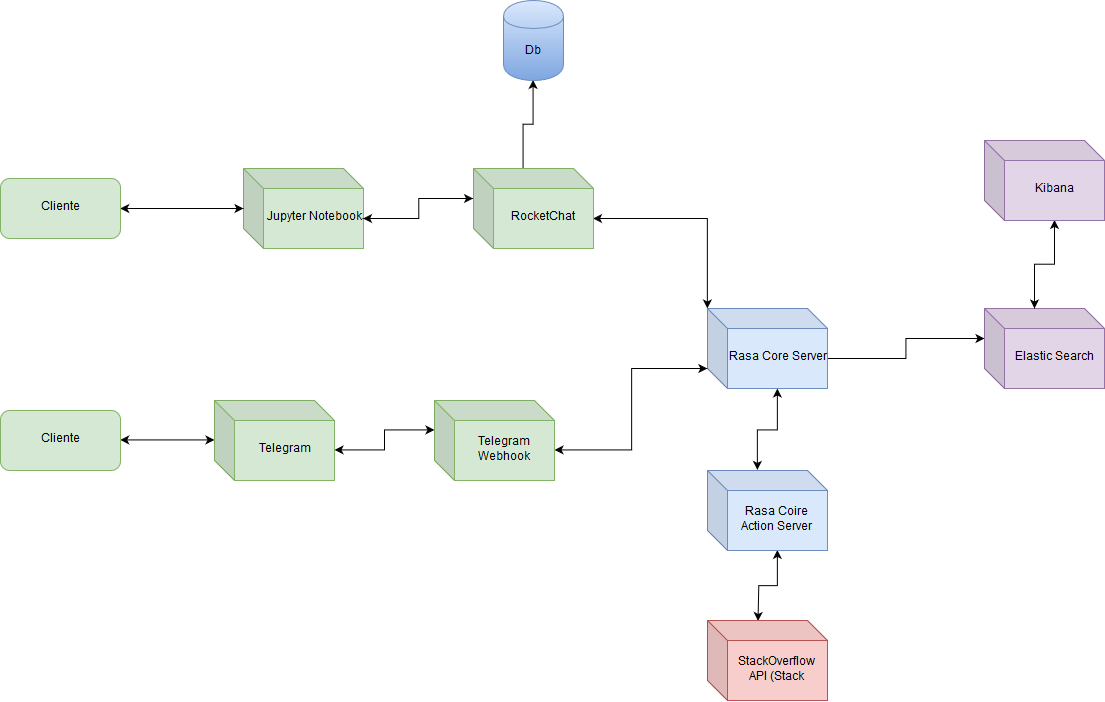 Db
Cliente
Jupyter Notebook
RocketChat
Kibana
Rasa Core Server
Elastic Search
Cliente
Telegram
Telegram
Webhook
Rasa Coire
Action Server
StackOverflow
API (Stack